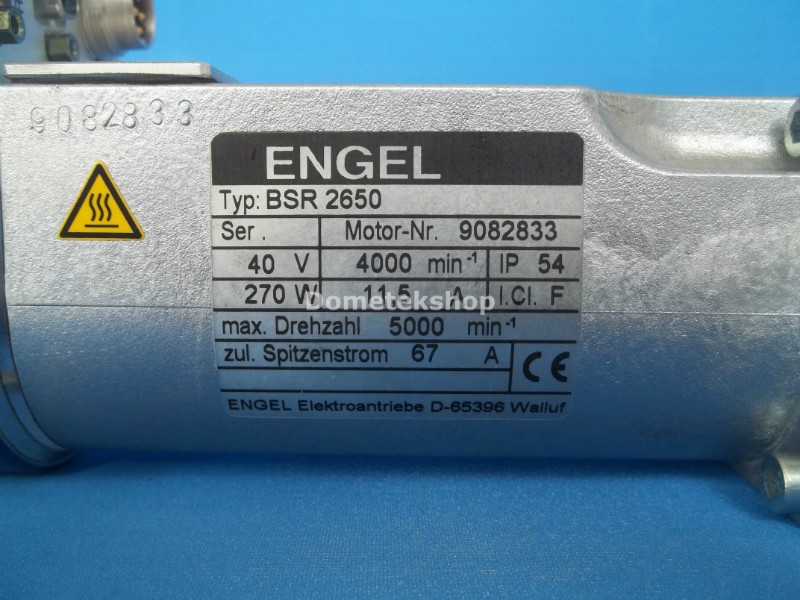 9082833
ENGEL
Typ: BSR 2650
Ser. Motor-Nr. 9082833
40 V 4000 min⁻¹ IP 54
270 W 11.5 A I.Cl. F
Dometekshop
max. Drehzahl 5000 min⁻¹
zul. Spitzenstrom 67 A
CE
ENGEL Elektroantriebe D-65396 Walluf